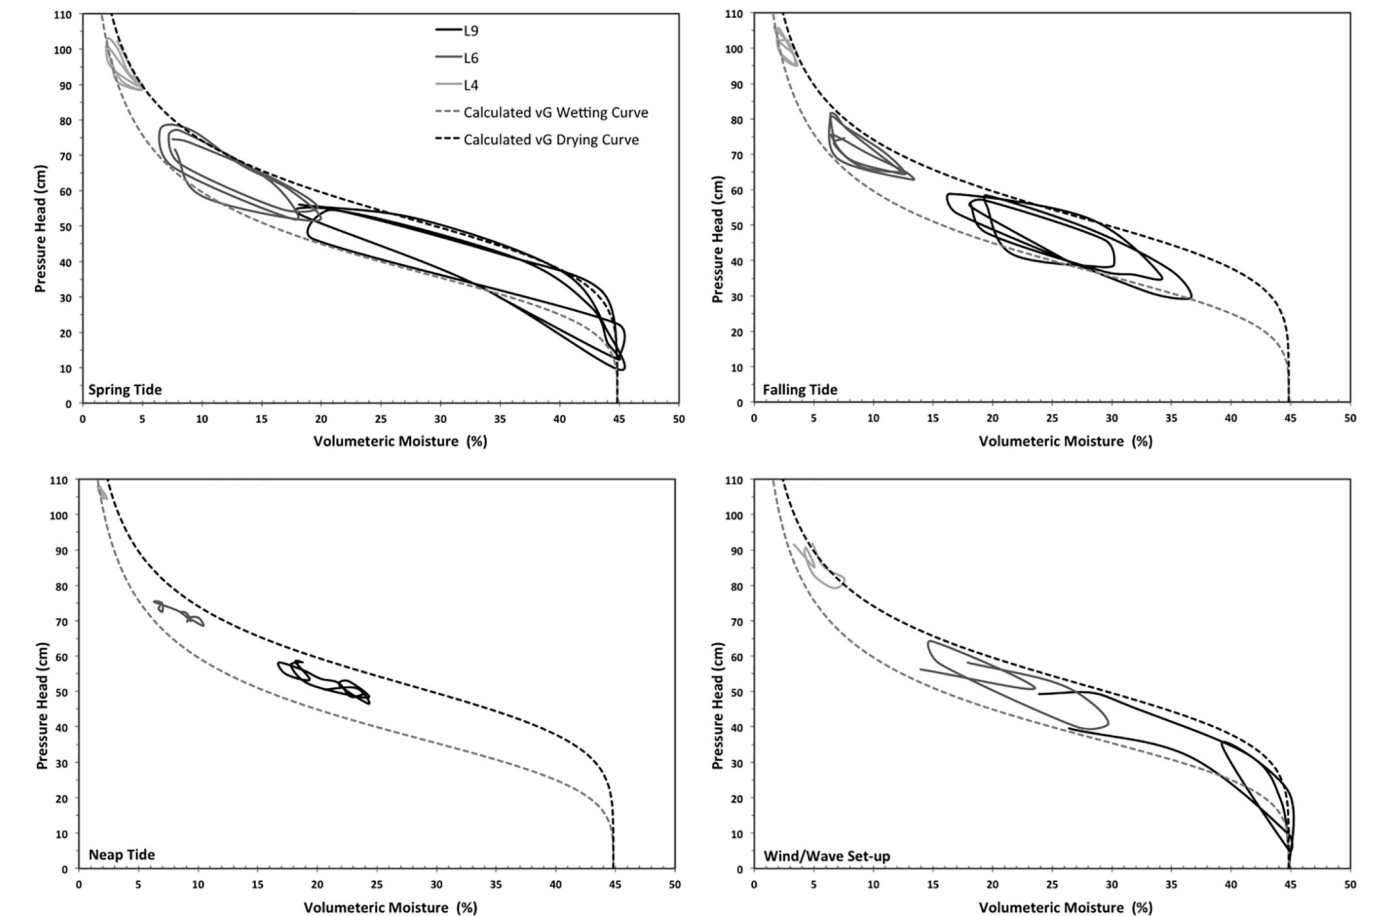 110
100
90
80
70
60
50
40
30
20
10
0
Pressure Head (cm)
L9
L6
L4
Calculated vG Wetting Curve
Calculated vG Drying Curve
Spring Tide
0 5 10 15 20 25 30 35 40 45 50
Volumeteric Moisture (%)
110
100
90
80
70
60
50
40
30
20
10
0
Pressure Head (cm)
Falling Tide
0 5 10 15 20 25 30 35 40 45 50
Volumeteric Moisture (%)
110
100
90
80
70
60
50
40
30
20
10
0
Pressure Head (cm)
Neap Tide
0 5 10 15 20 25 30 35 40 45 50
Volumeteric Moisture (%)
110
100
90
80
70
60
50
40
30
20
10
0
Pressure Head (cm)
Wind/Wave Set-up
0 5 10 15 20 25 30 35 40 45 50
Volumeteric Moisture (%)